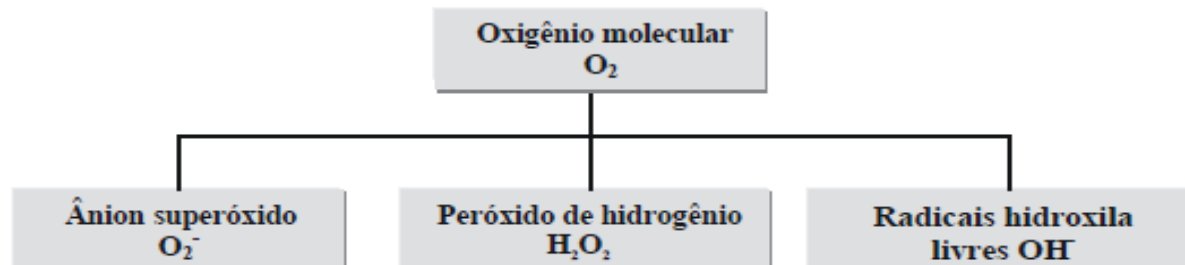 Oxigênio molecular
O₂
Ânion superóxido
O₂⁻
Peróxido de hidrogênio
H₂O₂
Radicais hidroxila
livres OH⁻